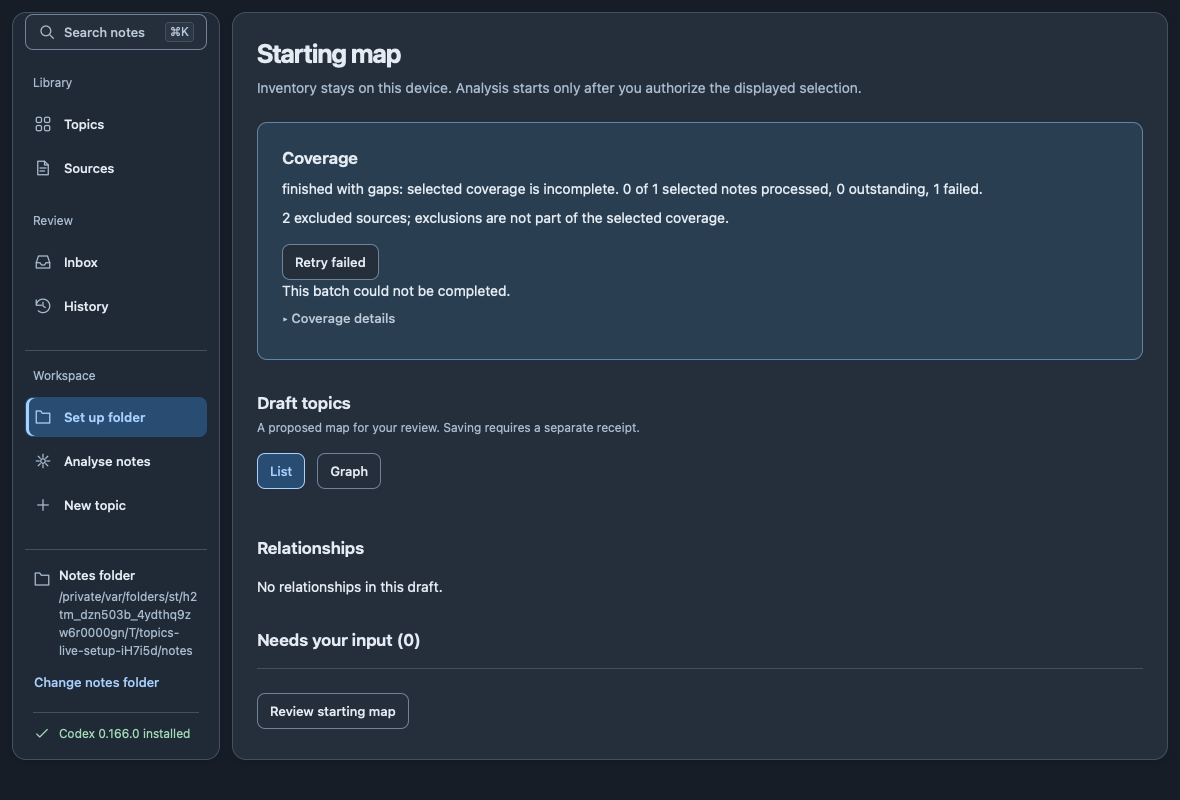 Search notes ⌘K
Library
Topics
Sources
Review
Inbox
History
Workspace
Set up folder
Analyse notes
New topic
Notes folder
/private/var/folders/st/h2
tm_dzn503b_4ydthq9z
w6r0000gn/T/topics-
live-setup-iH7i5d/notes
Change notes folder
Codex 0.166.0 installed
Starting map
Inventory stays on this device. Analysis starts only after you authorize the displayed selection.
Coverage
finished with gaps: selected coverage is incomplete. 0 of 1 selected notes processed, 0 outstanding, 1 failed.
2 excluded sources; exclusions are not part of the selected coverage.
Retry failed
This batch could not be completed.
▸ Coverage details
Draft topics
A proposed map for your review. Saving requires a separate receipt.
List Graph
Relationships
No relationships in this draft.
Needs your input (0)
Review starting map